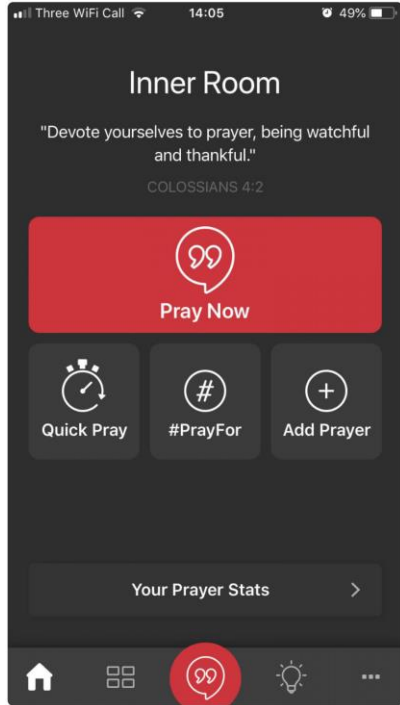 Three WiFi Call 14:05 49%
Inner Room
"Devote yourselves to prayer, being watchful
and thankful."
COLOSSIANS 4:2
Pray Now
Quick Pray
#
#PrayFor
+
Add Prayer
Your Prayer Stats